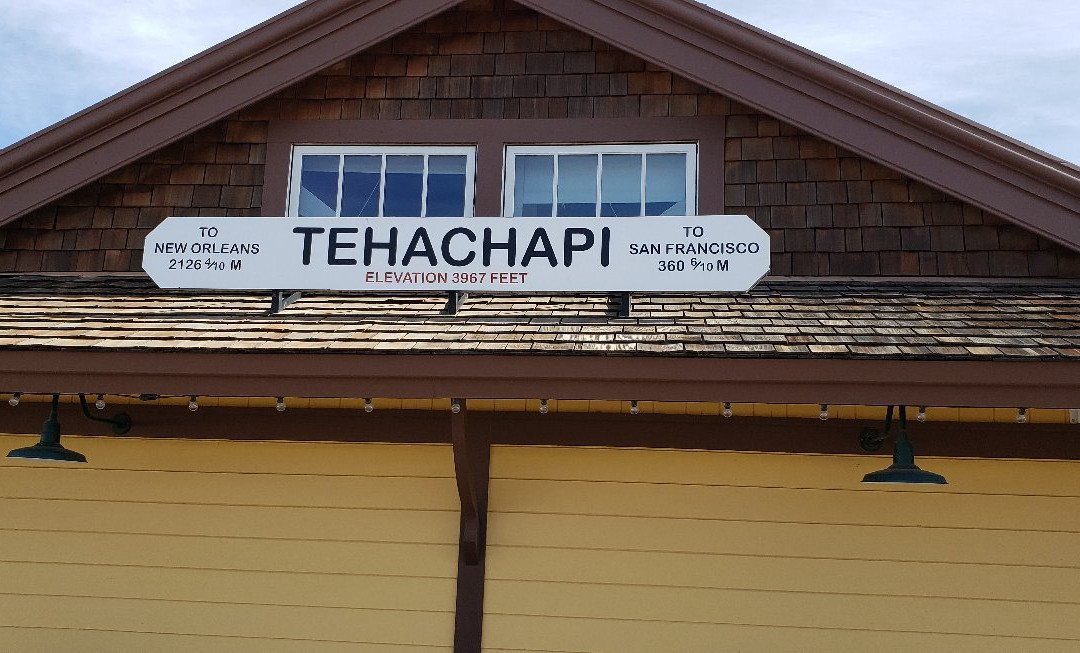 TO
NEW ORLEANS
2126 4/10 M
TEHACHAPI
ELEVATION 3967 FEET
TO
SAN FRANCISCO
360 6/10 M